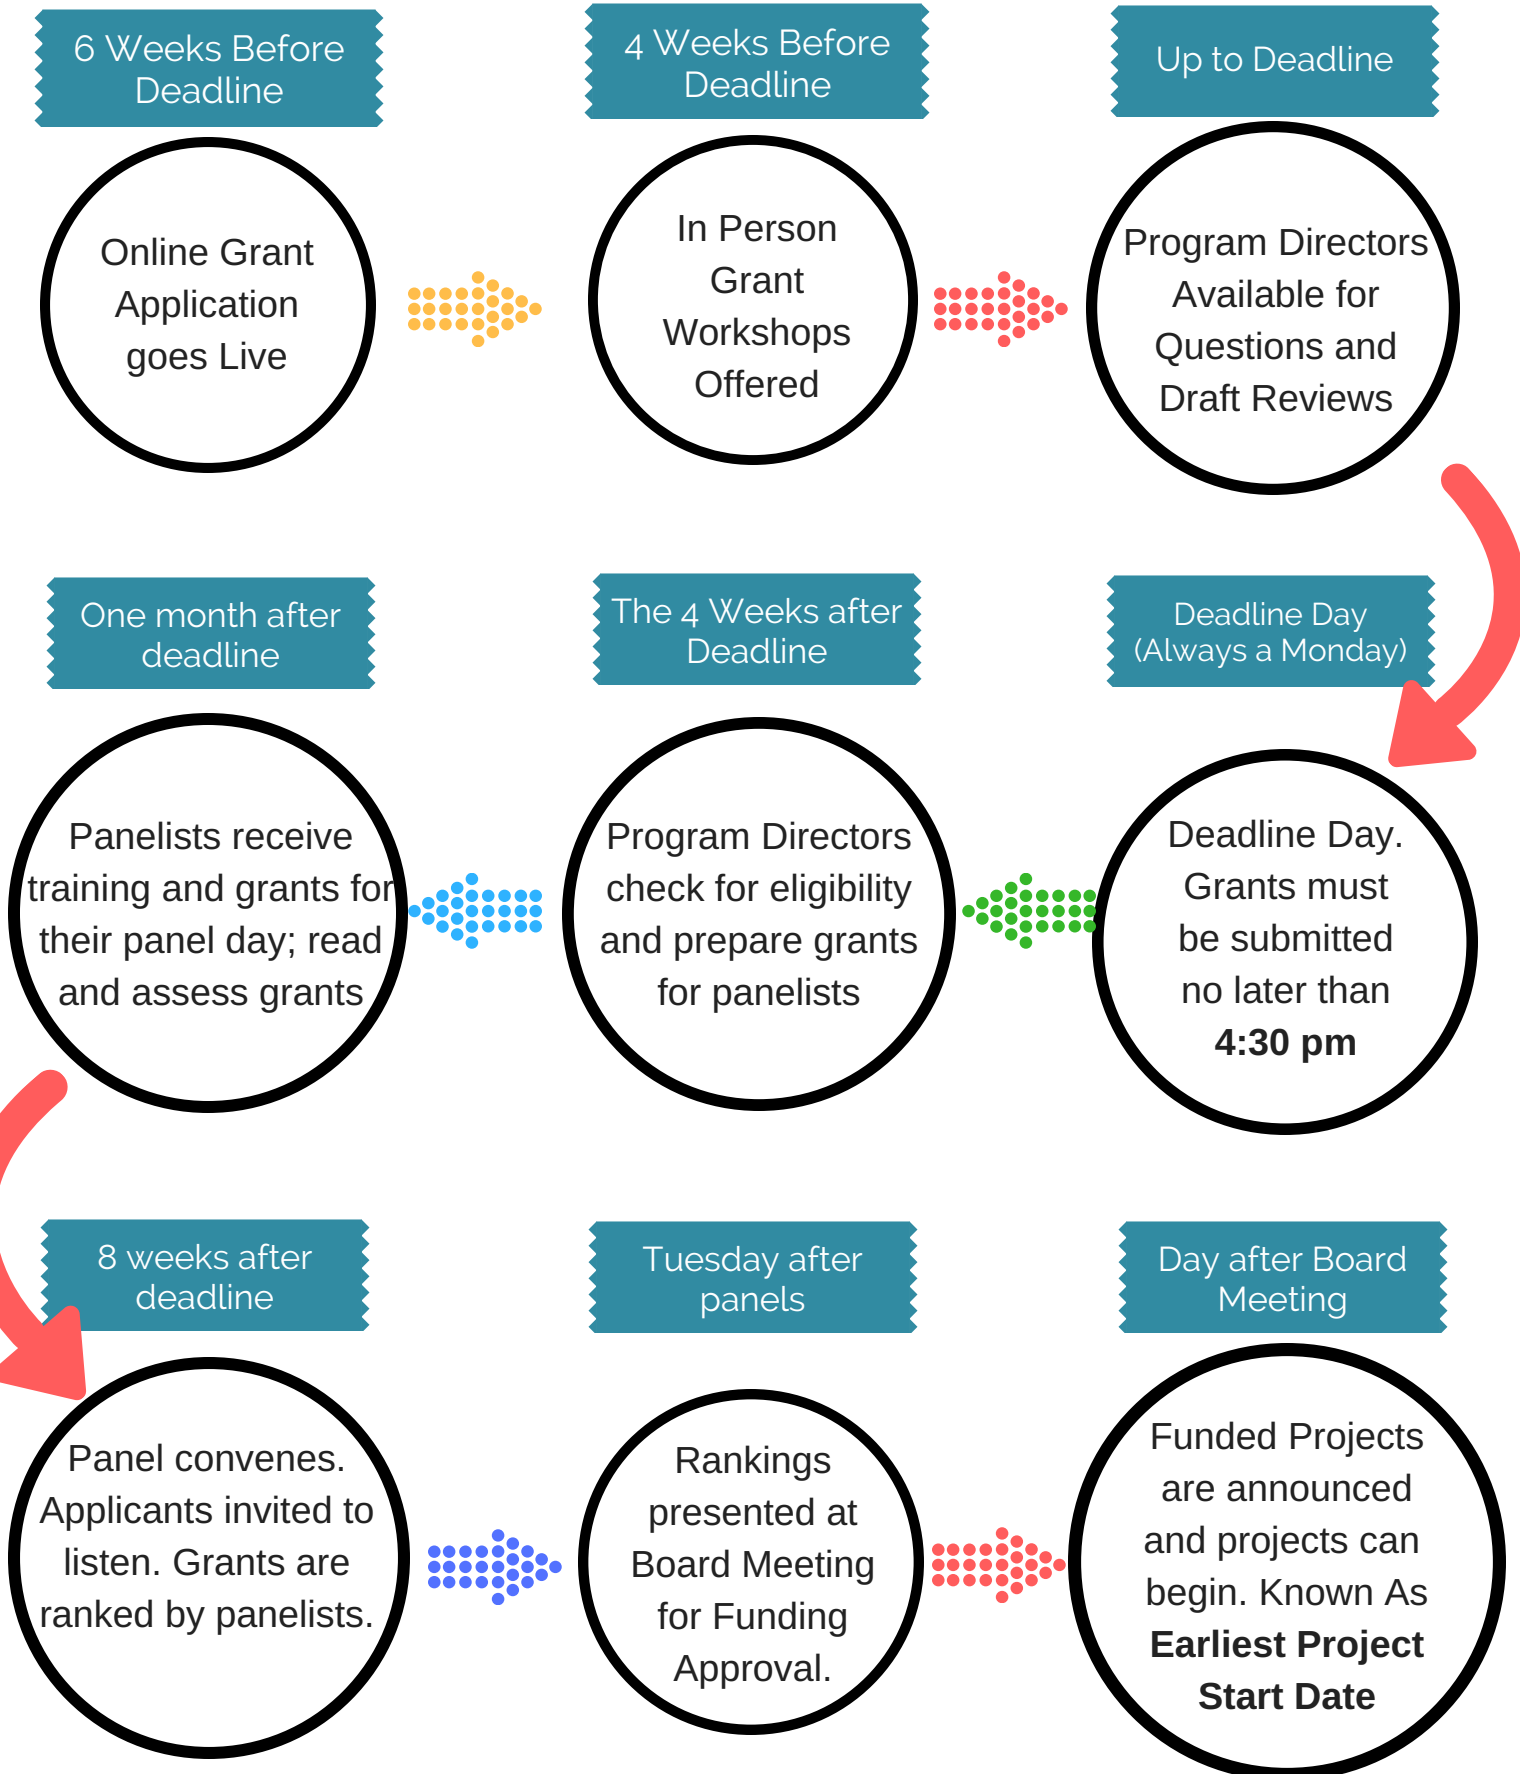 6 Weeks Before
Deadline
Online Grant
Application
goes Live
4 Weeks Before
Deadline
In Person
Grant
Workshops
Offered
Up to Deadline
Program Directors
Available for
Questions and
Draft Reviews
Deadline Day
(Always a Monday)
Deadline Day.
Grants must
be submitted
no later than
4:30 pm
The 4 Weeks after
Deadline
Program Directors
check for eligibility
and prepare grants
for panelists
One month after
deadline
Panelists receive
training and grants for
their panel day; read
and assess grants
8 weeks after
deadline
Panel convenes.
Applicants invited to
listen. Grants are
ranked by panelists.
Tuesday after
panels
Rankings
presented at
Board Meeting
for Funding
Approval.
Day after Board
Meeting
Funded Projects
are announced
and projects can
begin. Known As
Earliest Project
Start Date